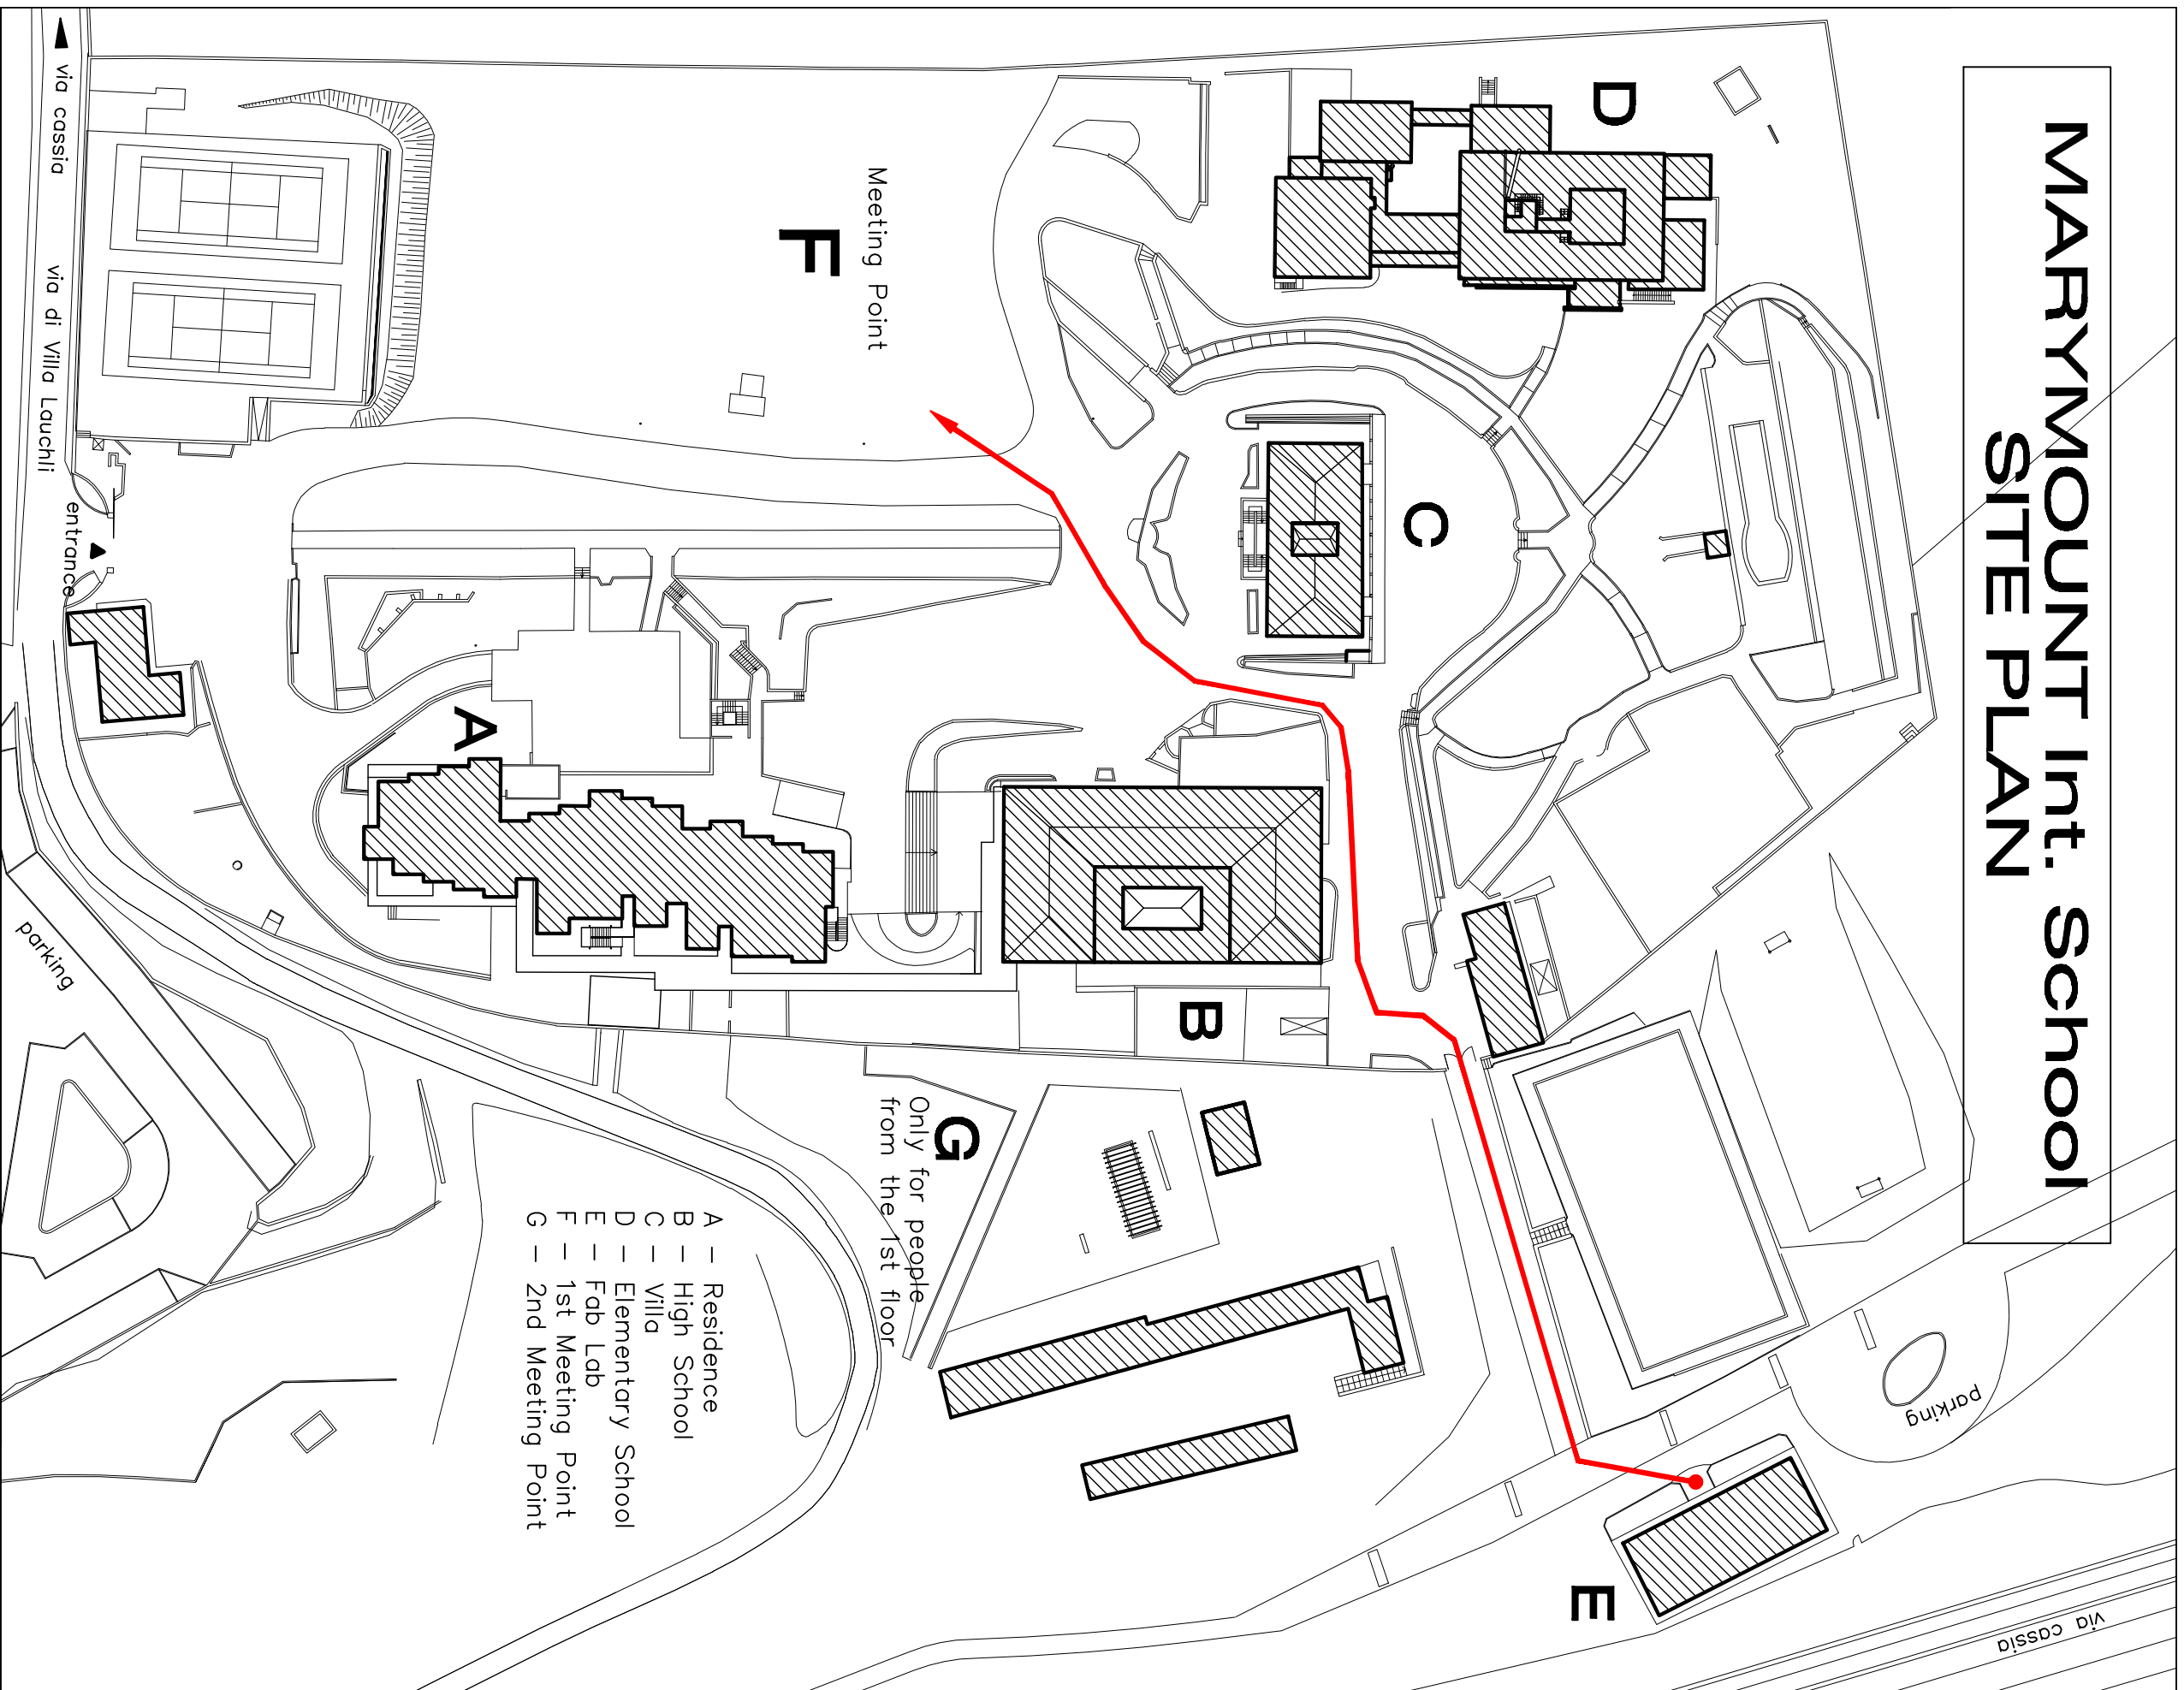 MARYMOUNT Int. School
SITE PLAN
D
C
F
Meeting Point
A
B
G
Only for people
from the 1st floor
E
A - Residence
B - High School
C - Villa
D - Elementary School
E - Fab Lab
F - 1st Meeting Point
G - 2nd Meeting Point
via cassia
via di Villa Lauchli
entrance
parking
parking
via cassia